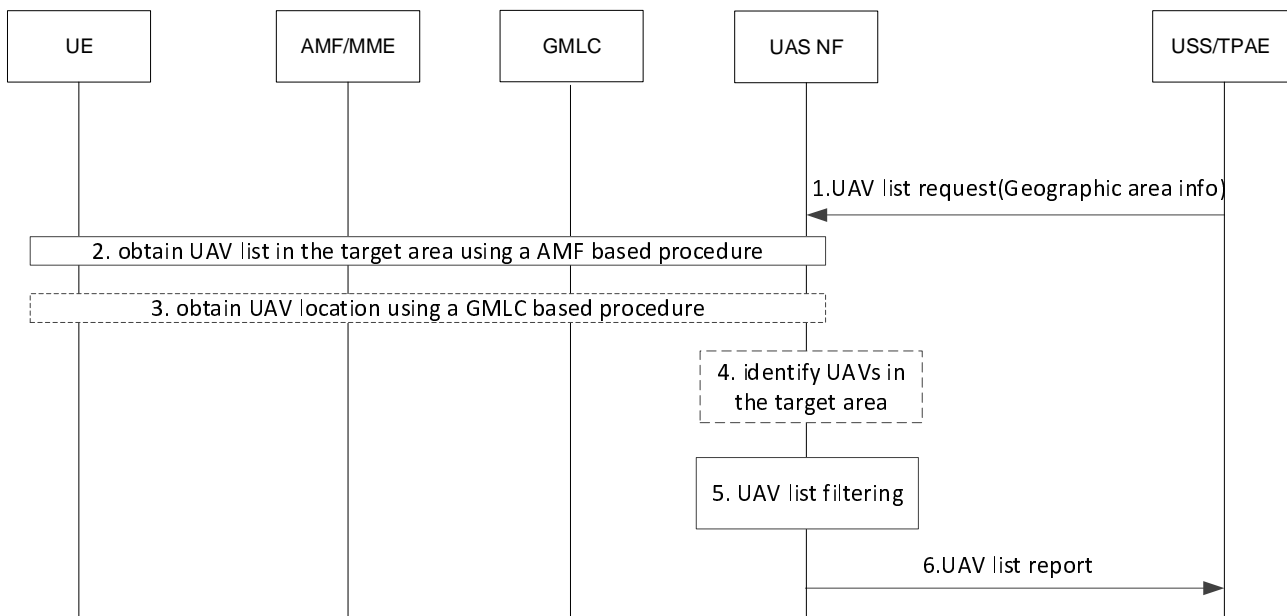 UE
AMF/MME
GMLC
UAS NF
USS/TPAE
1.UAV list request(Geographic area info)
2. obtain UAV list in the target area using a AMF based procedure
3. obtain UAV location using a GMLC based procedure
4. identify UAVs in
the target area
5. UAV list filtering
6.UAV list report